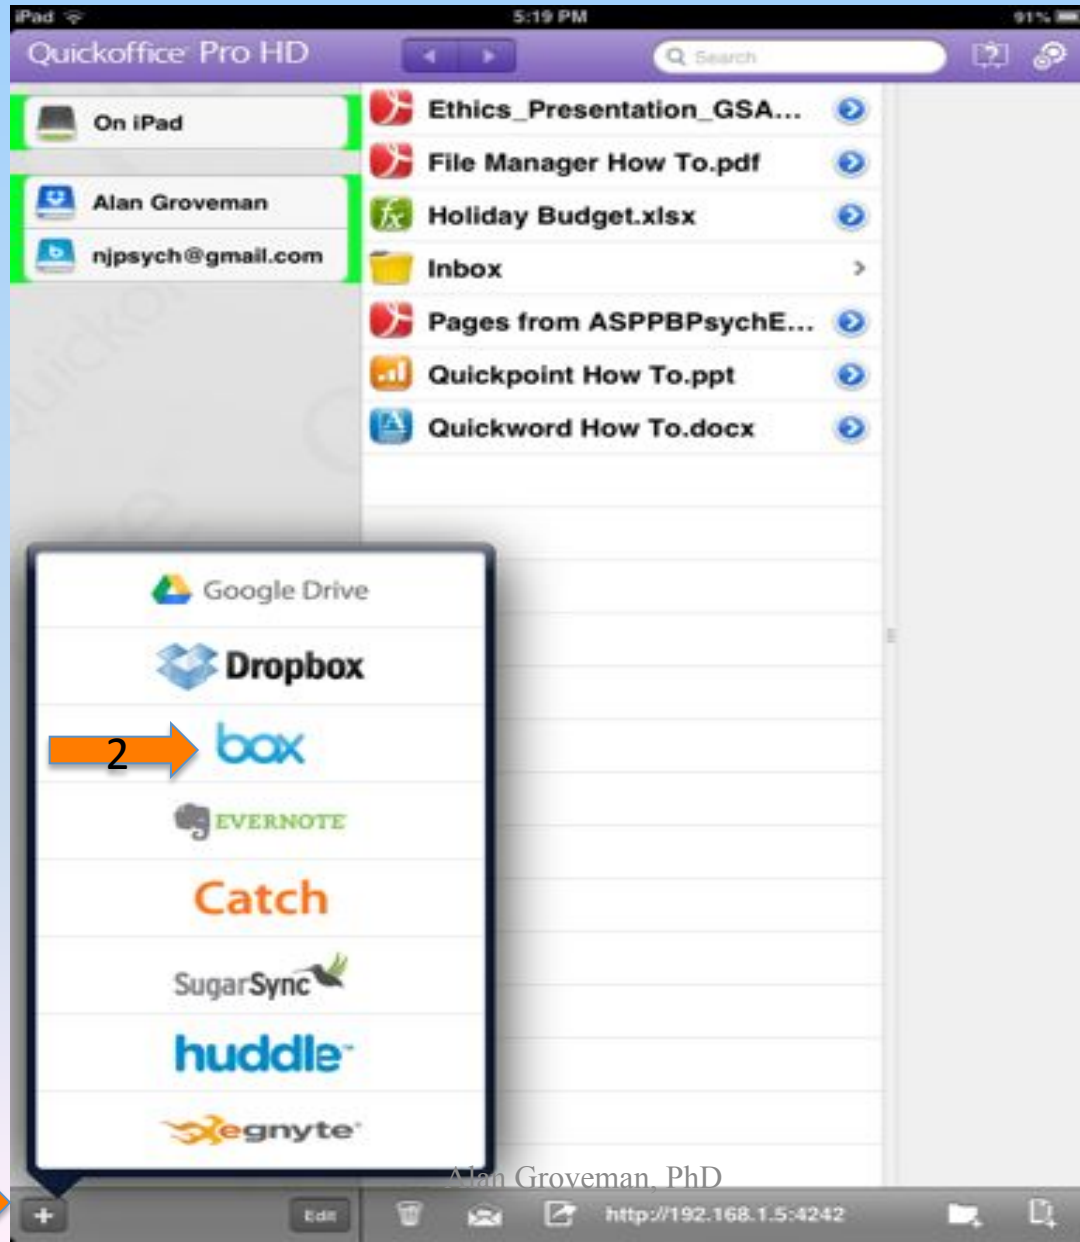 iPad 5:19 PM 91%
Quickoffice Pro HD
Search
?
On iPad
Alan Groveman
njpsych@gmail.com
Ethics_Presentation_GSA...
File Manager How To.pdf
Holiday Budget.xlsx
Inbox
Pages from ASPPBPsychE...
Quickpoint How To.ppt
Quickword How To.docx
Google Drive
Dropbox
2 box
EVERNOTE
Catch
SugarSync
huddle™
egnyte
Alan Groveman, PhD
+ Edit http://192.168.1.5:4242